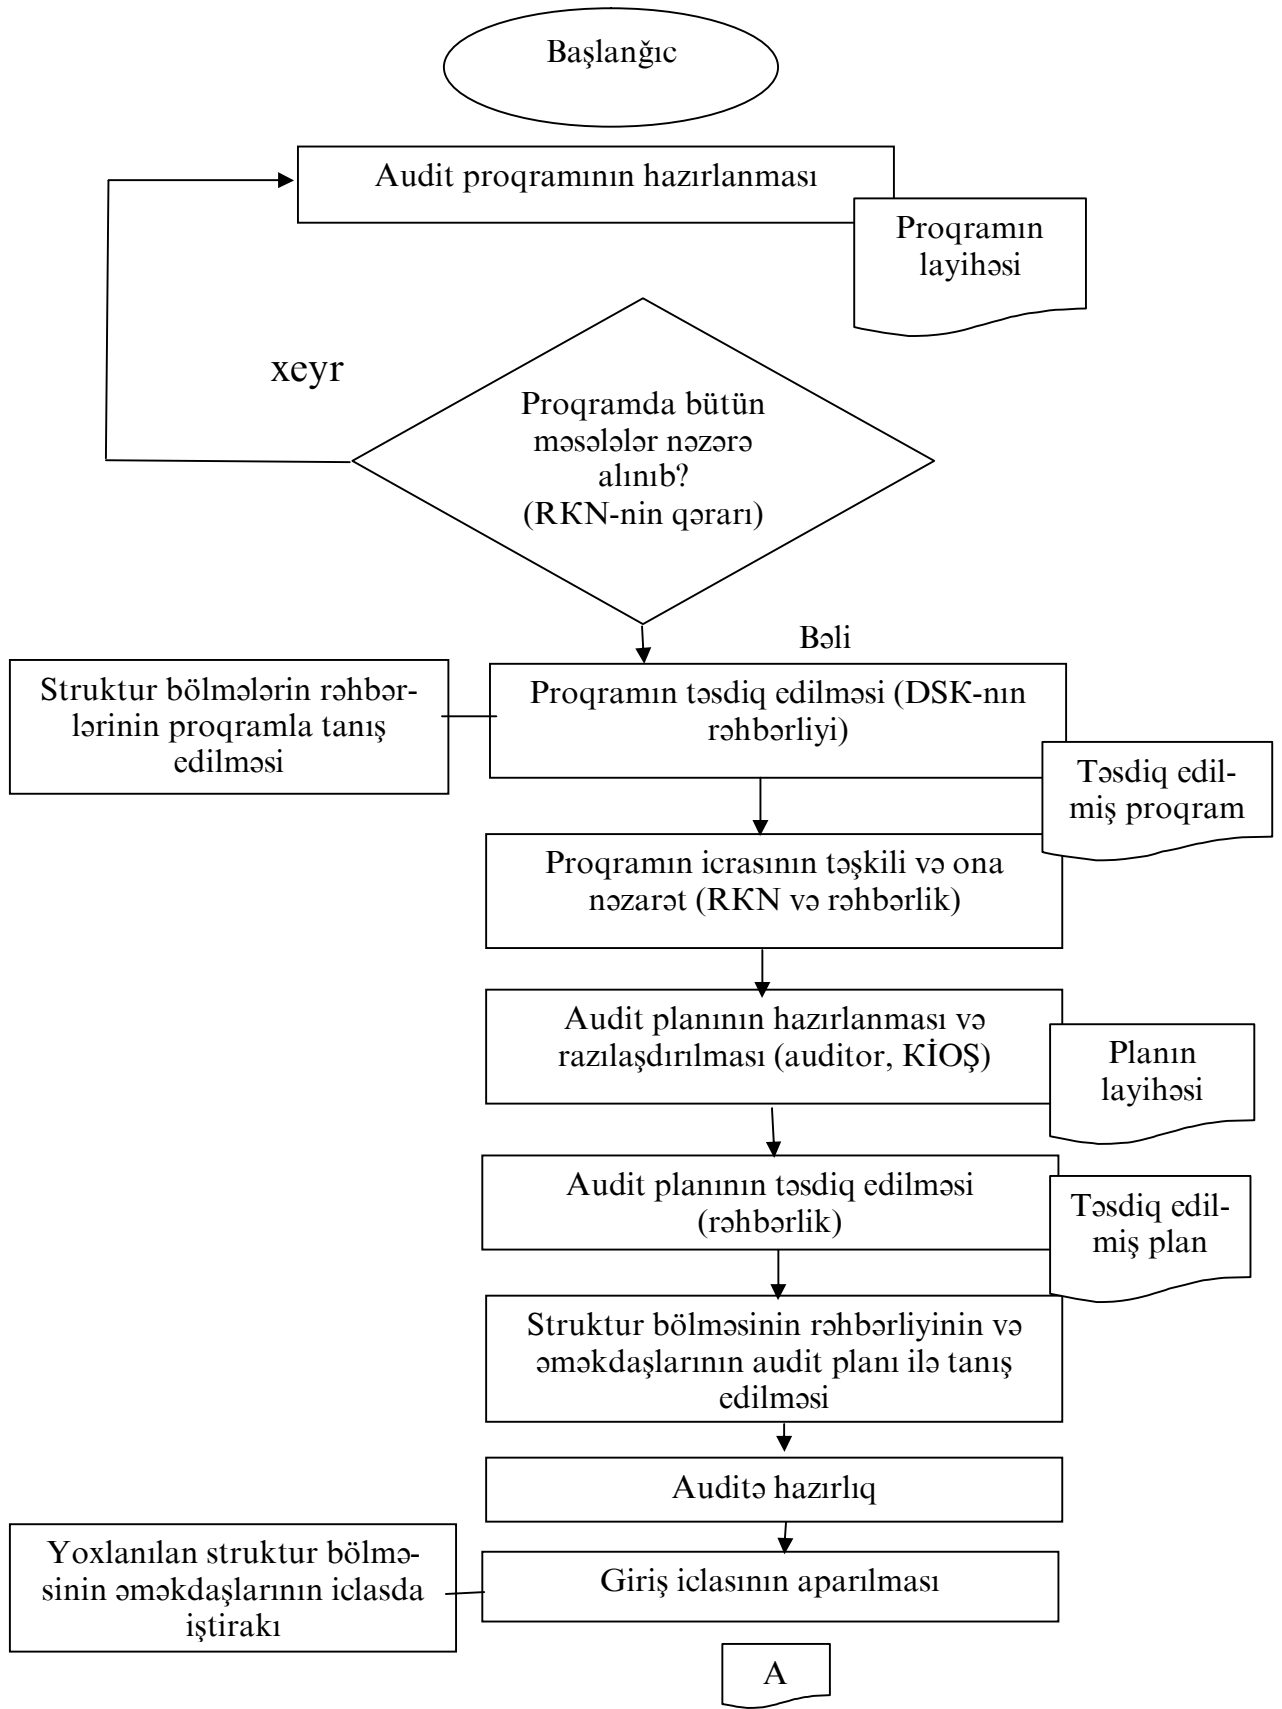 Başlanğıc
Audit proqramının hazırlanması
Proqramın
layihəsi
xeyr
Proqramda bütün
məsələlər nəzərə
alınıb?
(RKN-nin qərarı)
Bəli
Struktur bölmələrin rəhbər-
lərinin proqramla tanış
edilməsi
Proqramın təsdiq edilməsi (DSK-nın
rəhbərliyi)
Təsdiq edil-
miş proqram
Proqramın icrasının təşkili və ona
nəzarət (RKN və rəhbərlik)
Audit planının hazırlanması və
razılaşdırılması (auditor, KİOŞ)
Planın
layihəsi
Audit planının təsdiq edilməsi
(rəhbərlik)
Təsdiq edil-
miş plan
Struktur bölməsinin rəhbərliyinin və
əməkdaşlarının audit planı ilə tanış
edilməsi
Auditə hazırlıq
Yoxlanılan struktur bölmə-
sinin əməkdaşlarının iclasda
iştirakı
Giriş iclasının aparılması
A